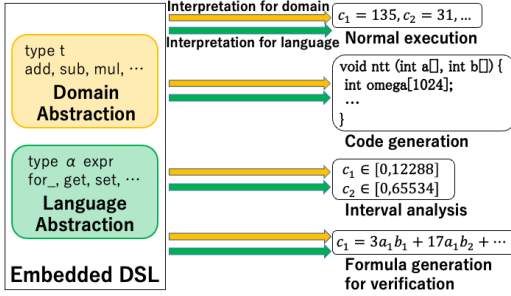 type t
add, sub, mul, …
Domain
Abstraction
type α expr
for_, get, set, …
Language
Abstraction
Embedded DSL
Interpretation for domain
Interpretation for language
c₁ = 135, c₂ = 31, …
Normal execution
void ntt (int a[], int b[]) {
int omega[1024];
…
}
Code generation
c₁ ∈ [0,12288]
c₂ ∈ [0,65534]
Interval analysis
c₁ = 3a₁b₁ + 17a₁b₂ + ⋯
Formula generation
for verification